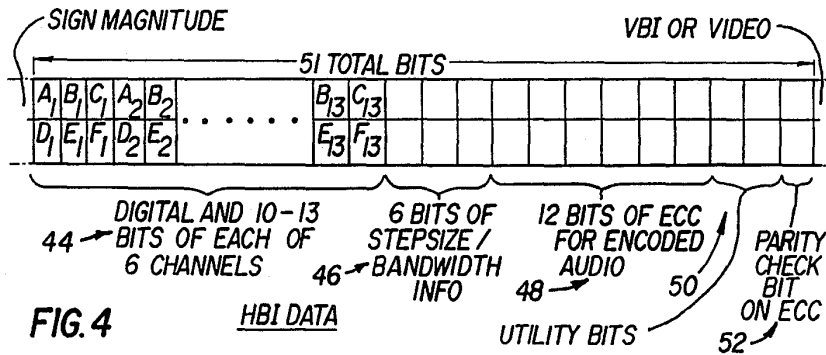 SIGN MAGNITUDE
VBI OR VIDEO
51 TOTAL BITS
A1 B1 C1 A2 B2 ...... B13 C13
D1 E1 F1 D2 E2 E13 F13
DIGITAL AND 10-13
BITS OF EACH OF
6 CHANNELS
44
6 BITS OF
STEPSIZE/
BANDWIDTH
INFO
46
12 BITS OF ECC
FOR ENCODED
AUDIO
48
50
UTILITY BITS
PARITY
CHECK
BIT
ON ECC
52
FIG. 4
HBI DATA